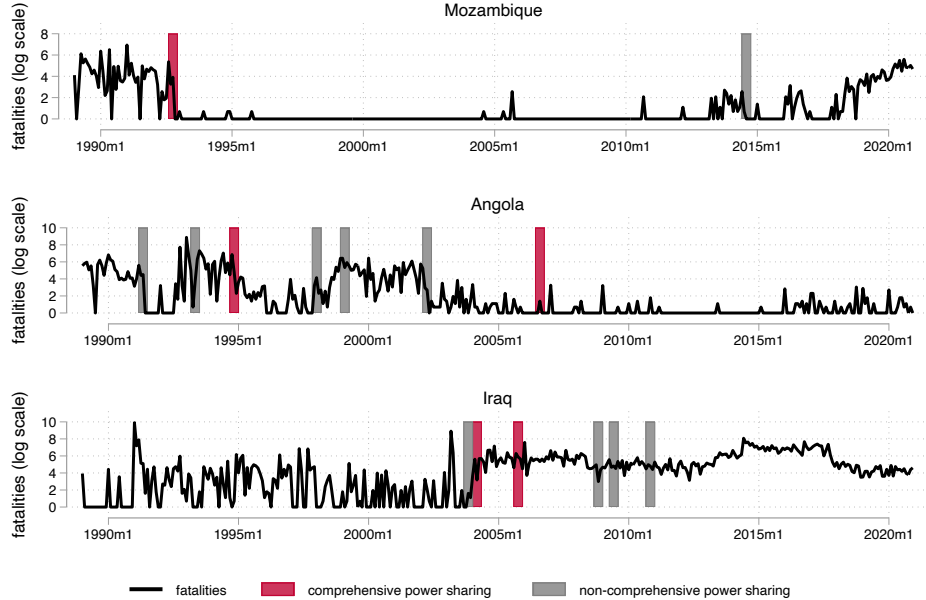 Mozambique
fatalities (log scale)
8
6
4
2
0
1990m1 1995m1 2000m1 2005m1 2010m1 2015m1 2020m1
Angola
fatalities (log scale)
10
8
6
4
2
0
1990m1 1995m1 2000m1 2005m1 2010m1 2015m1 2020m1
Iraq
fatalities (log scale)
10
8
6
4
2
0
1990m1 1995m1 2000m1 2005m1 2010m1 2015m1 2020m1
fatalities comprehensive power sharing non-comprehensive power sharing